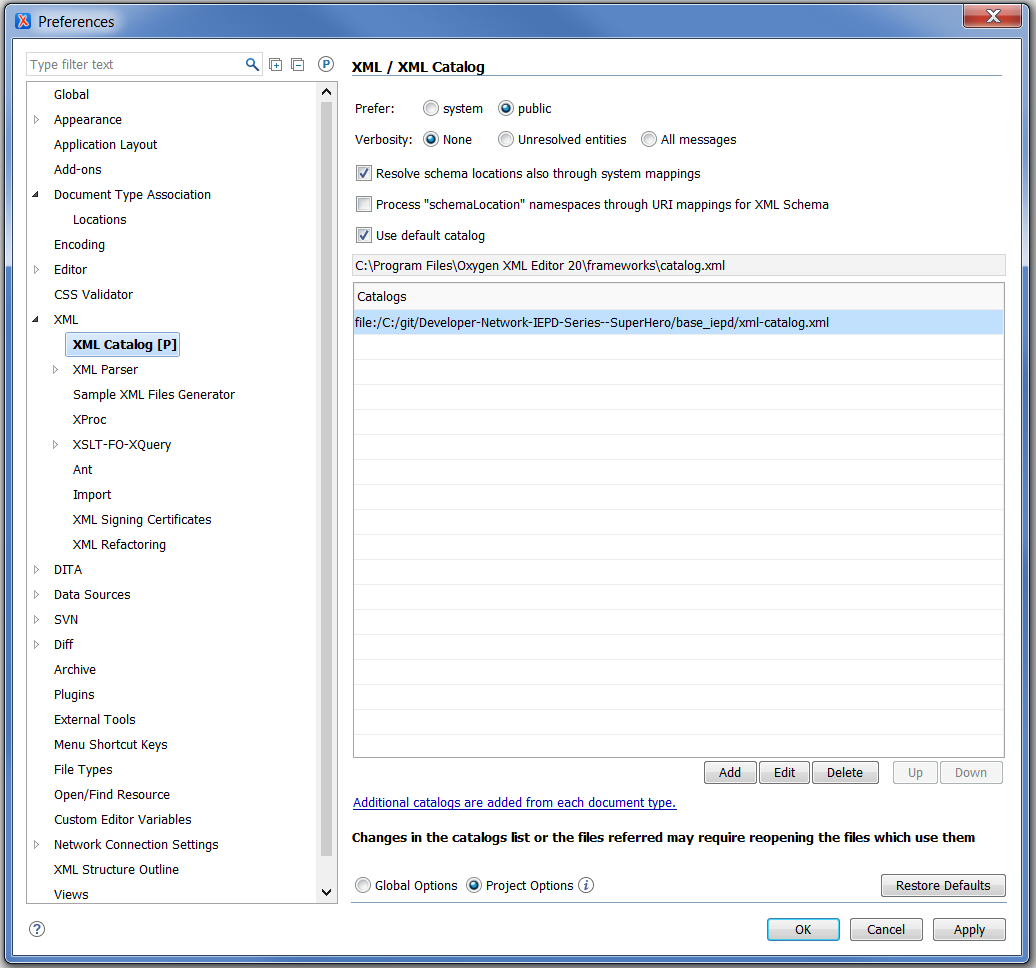 Preferences
Type filter text
P
Global
Appearance
Application Layout
Add-ons
Document Type Association
Locations
Encoding
Editor
CSS Validator
XML
XML Catalog [P]
XML Parser
Sample XML Files Generator
XProc
XSLT-FO-XQuery
Ant
Import
XML Signing Certificates
XML Refactoring
DITA
Data Sources
SVN
Diff
Archive
Plugins
External Tools
Menu Shortcut Keys
File Types
Open/Find Resource
Custom Editor Variables
Network Connection Settings
XML Structure Outline
Views
XML / XML Catalog
Prefer: system public
Verbosity: None Unresolved entities All messages
Resolve schema locations also through system mappings
Process "schemaLocation" namespaces through URI mappings for XML Schema
Use default catalog
C:\Program Files\Oxygen XML Editor 20\frameworks\catalog.xml
Catalogs
file:/C:/git/Developer-Network-IEPD-Series--SuperHero/base_iepd/xml-catalog.xml
Add Edit Delete Up Down
Additional catalogs are added from each document type.
Changes in the catalogs list or the files referred may require reopening the files which use them
Global Options Project Options i Restore Defaults
? OK Cancel Apply